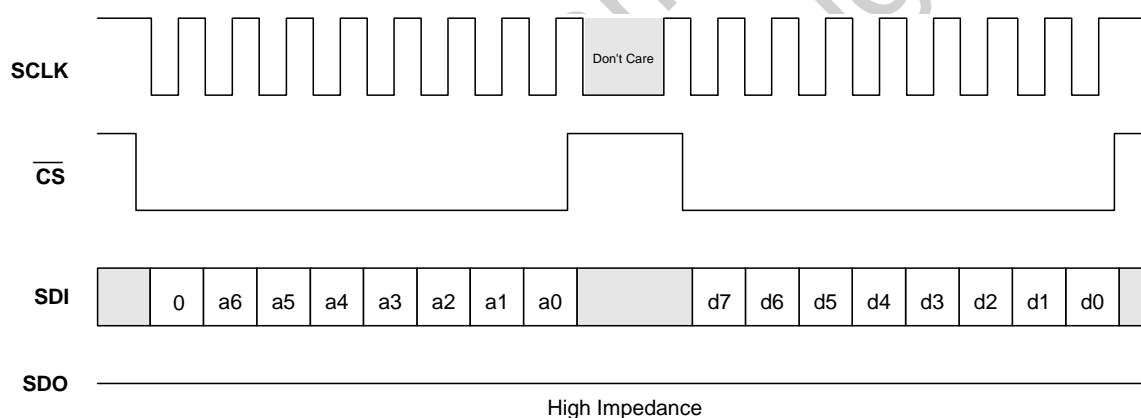 Don't Care
SCLK
CS
SDI 0 a6 a5 a4 a3 a2 a1 a0 d7 d6 d5 d4 d3 d2 d1 d0
SDO
High Impedance